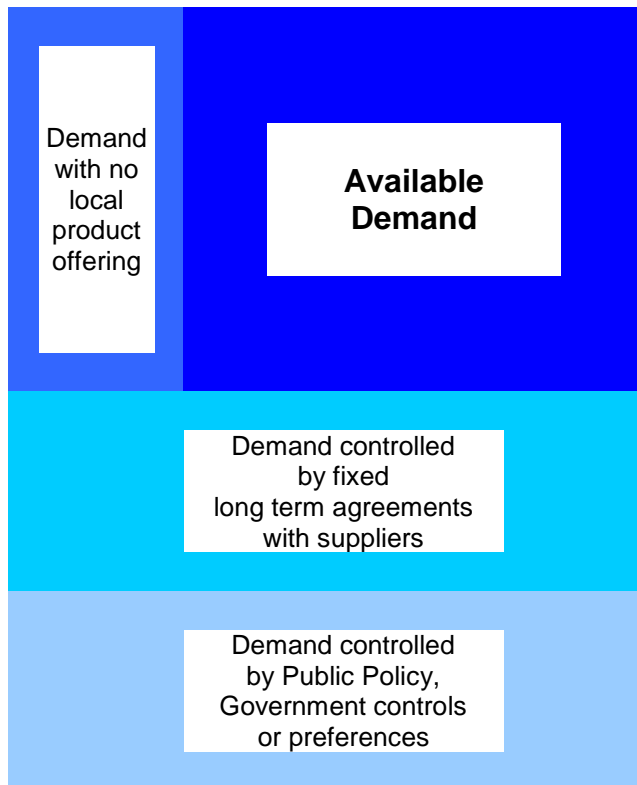 Demand
with no
local
product
offering
Available
Demand
Demand controlled
by fixed
long term agreements
with suppliers
Demand controlled
by Public Policy,
Government controls
or preferences